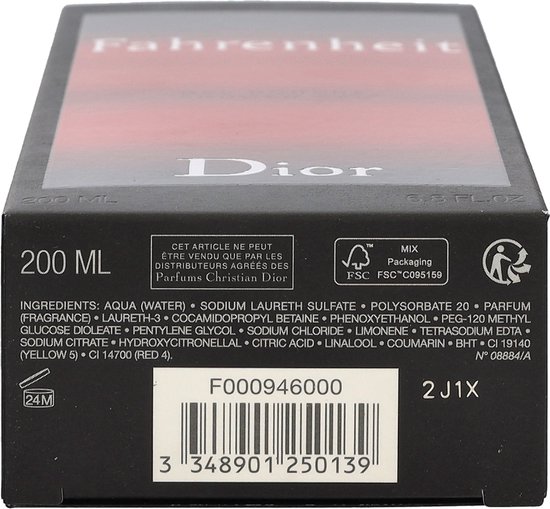 Fahrenheit
Dior
200 ML 6.8 FL.OZ
200 ML
CET ARTICLE NE PEUT
ÊTRE VENDU QUE PAR LES
DISTRIBUTEURS AGRÉÉS DES
Parfums Christian Dior
FSC
MIX
Packaging
FSC™ C095159
INGREDIENTS: AQUA (WATER) • SODIUM LAURETH SULFATE • POLYSORBATE 20 • PARFUM
(FRAGRANCE) • LAURETH-3 • COCAMIDOPROPYL BETAINE • PHENOXYETHANOL • PEG-120 METHYL
GLUCOSE DIOLEATE • PENTYLENE GLYCOL • SODIUM CHLORIDE • LIMONENE • TETRASODIUM EDTA •
SODIUM CITRATE • HYDROXYCITRONELLAL • CITRIC ACID • LINALOOL • COUMARIN • BHT • CI 19140
(YELLOW 5) • CI 14700 (RED 4). N° 08884/A
24M
F000946000
2J1X
3 348901 250139